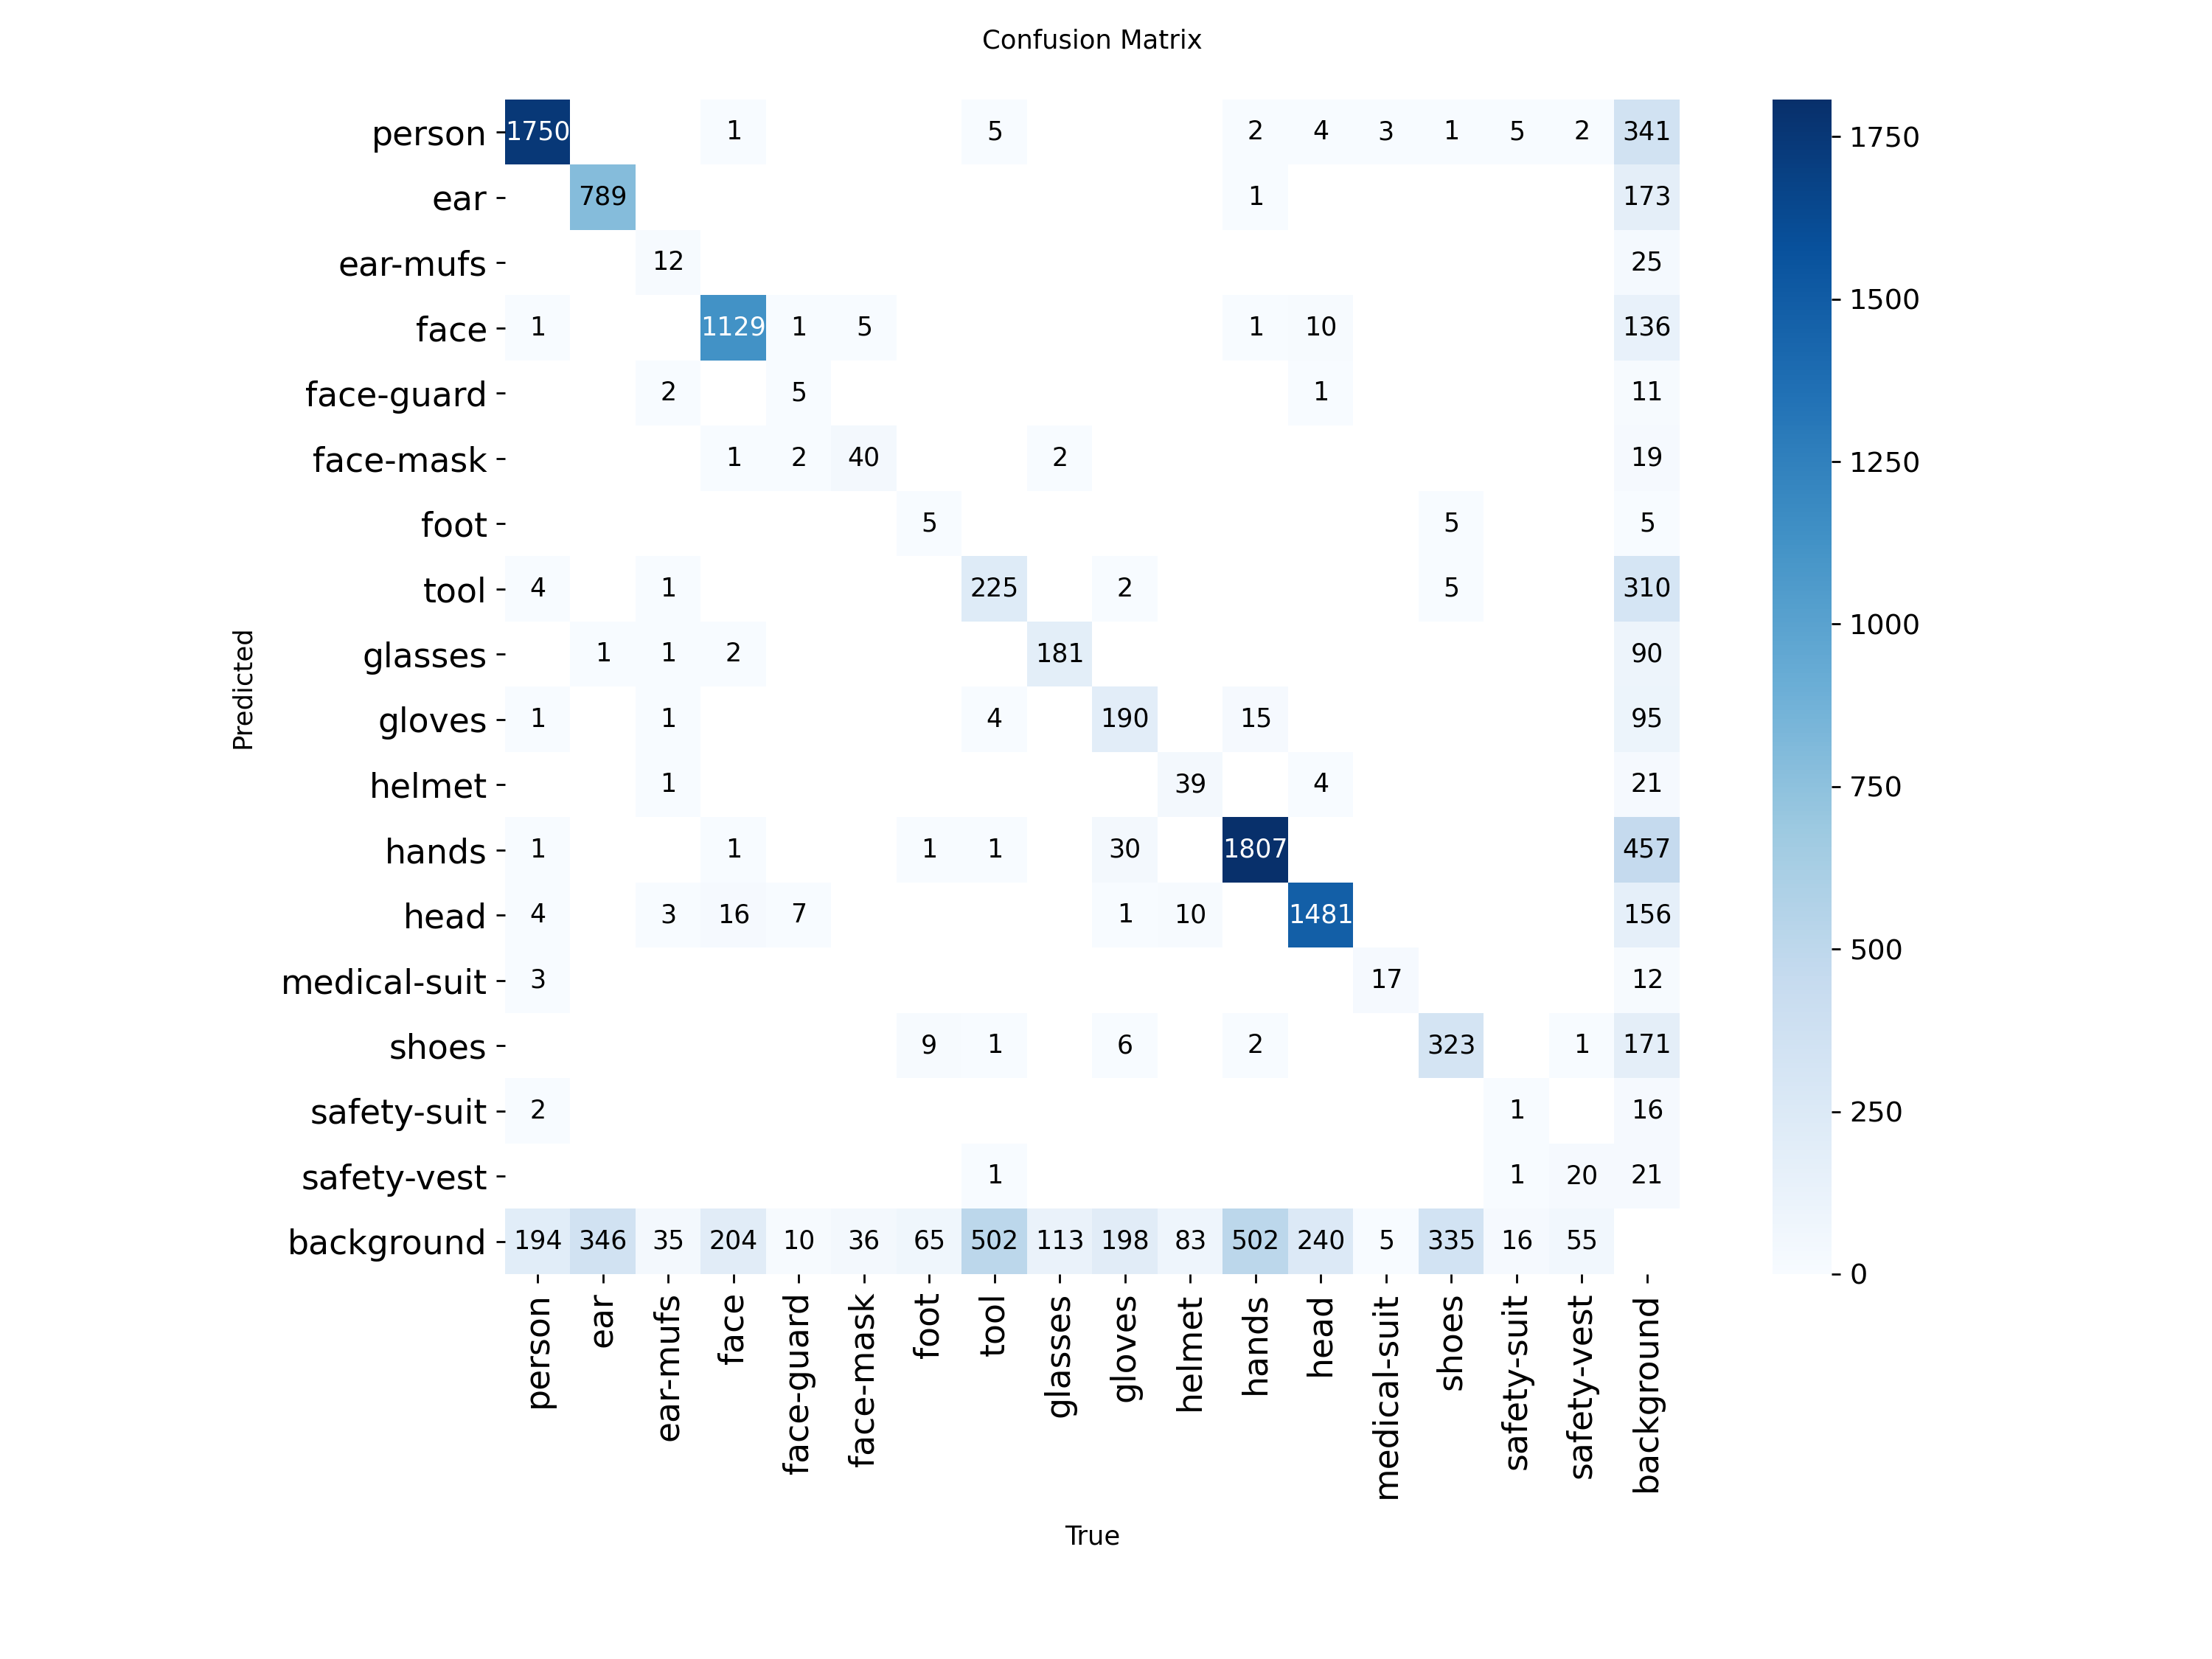 Confusion Matrix
person 1750 1 5 2 4 3 1 5 2 341
ear 789 1 173
ear-mufs 12 25
face 1 1129 1 5 1 10 136
face-guard 2 5 1 11
face-mask 1 2 40 2 19
foot 5 5 5
tool 4 1 225 2 5 310
glasses 1 1 2 181 90
gloves 1 1 4 190 15 95
helmet 1 39 4 21
hands 1 1 1 1 30 1807 457
head 4 3 16 7 1 10 1481 156
medical-suit 3 17 12
shoes 9 1 6 2 323 1 171
safety-suit 2 1 16
safety-vest 1 1 20 21
background 194 346 35 204 10 36 65 502 113 198 83 502 240 5 335 16 55
person ear ear-mufs face face-guard face-mask foot tool glasses gloves helmet hands head medical-suit shoes safety-suit safety-vest background
True
Predicted
1750
1500
1250
1000
750
500
250
0